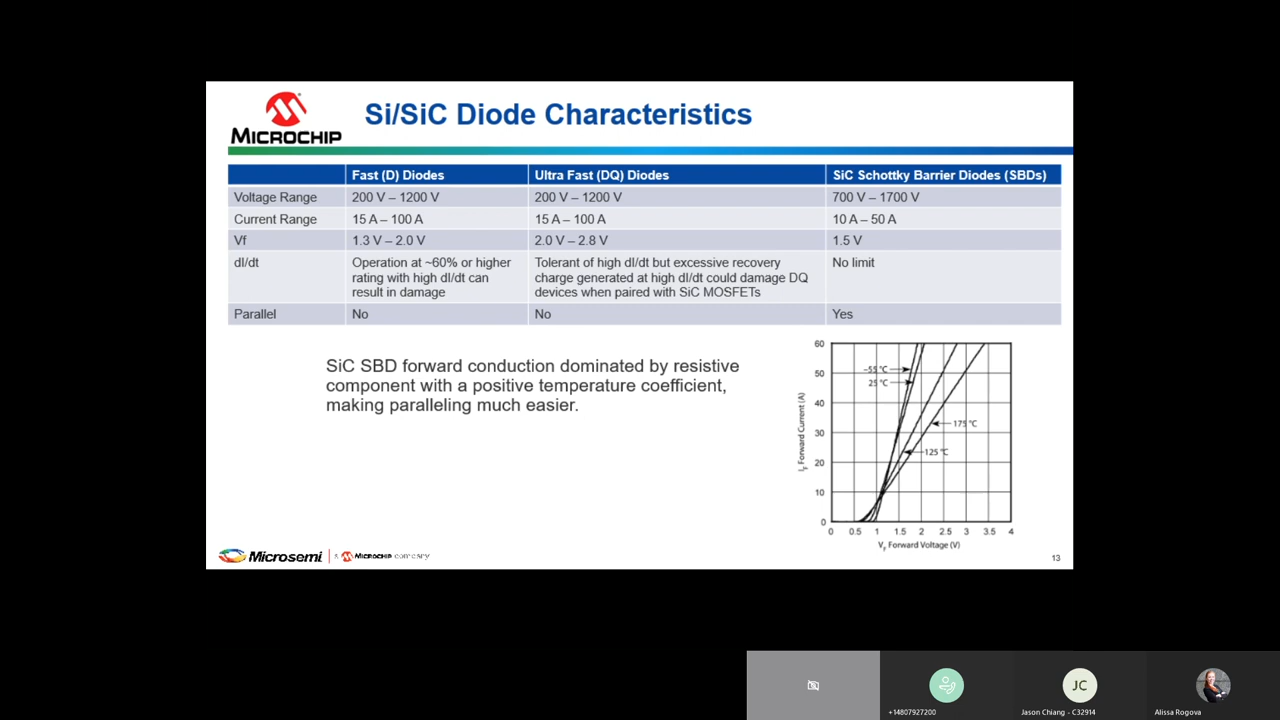 MICROCHIP
Si/SiC Diode Characteristics
Fast (D) Diodes
Ultra Fast (DQ) Diodes
SiC Schottky Barrier Diodes (SBDs)
Voltage Range
200 V – 1200 V
200 V – 1200 V
700 V – 1700 V
Current Range
15 A – 100 A
15 A – 100 A
10 A – 50 A
Vf
1.3 V – 2.0 V
2.0 V – 2.8 V
1.5 V
dI/dt
Operation at ~60% or higher
rating with high dI/dt can
result in damage
Tolerant of high dI/dt but excessive recovery
charge generated at high dI/dt could damage DQ
devices when paired with SiC MOSFETs
No limit
Parallel
No
No
Yes
SiC SBD forward conduction dominated by resistive
component with a positive temperature coefficient,
making paralleling much easier.
60
50
40
30
20
10
0
IF Forward Current (A)
-55 °C
25 °C
175 °C
125 °C
0 0.5 1 1.5 2 2.5 3 3.5 4
VF Forward Voltage (V)
Microsemi
a MICROCHIP company
13
+14807927200
JC
Jason Chiang - C32914
Alissa Rogova